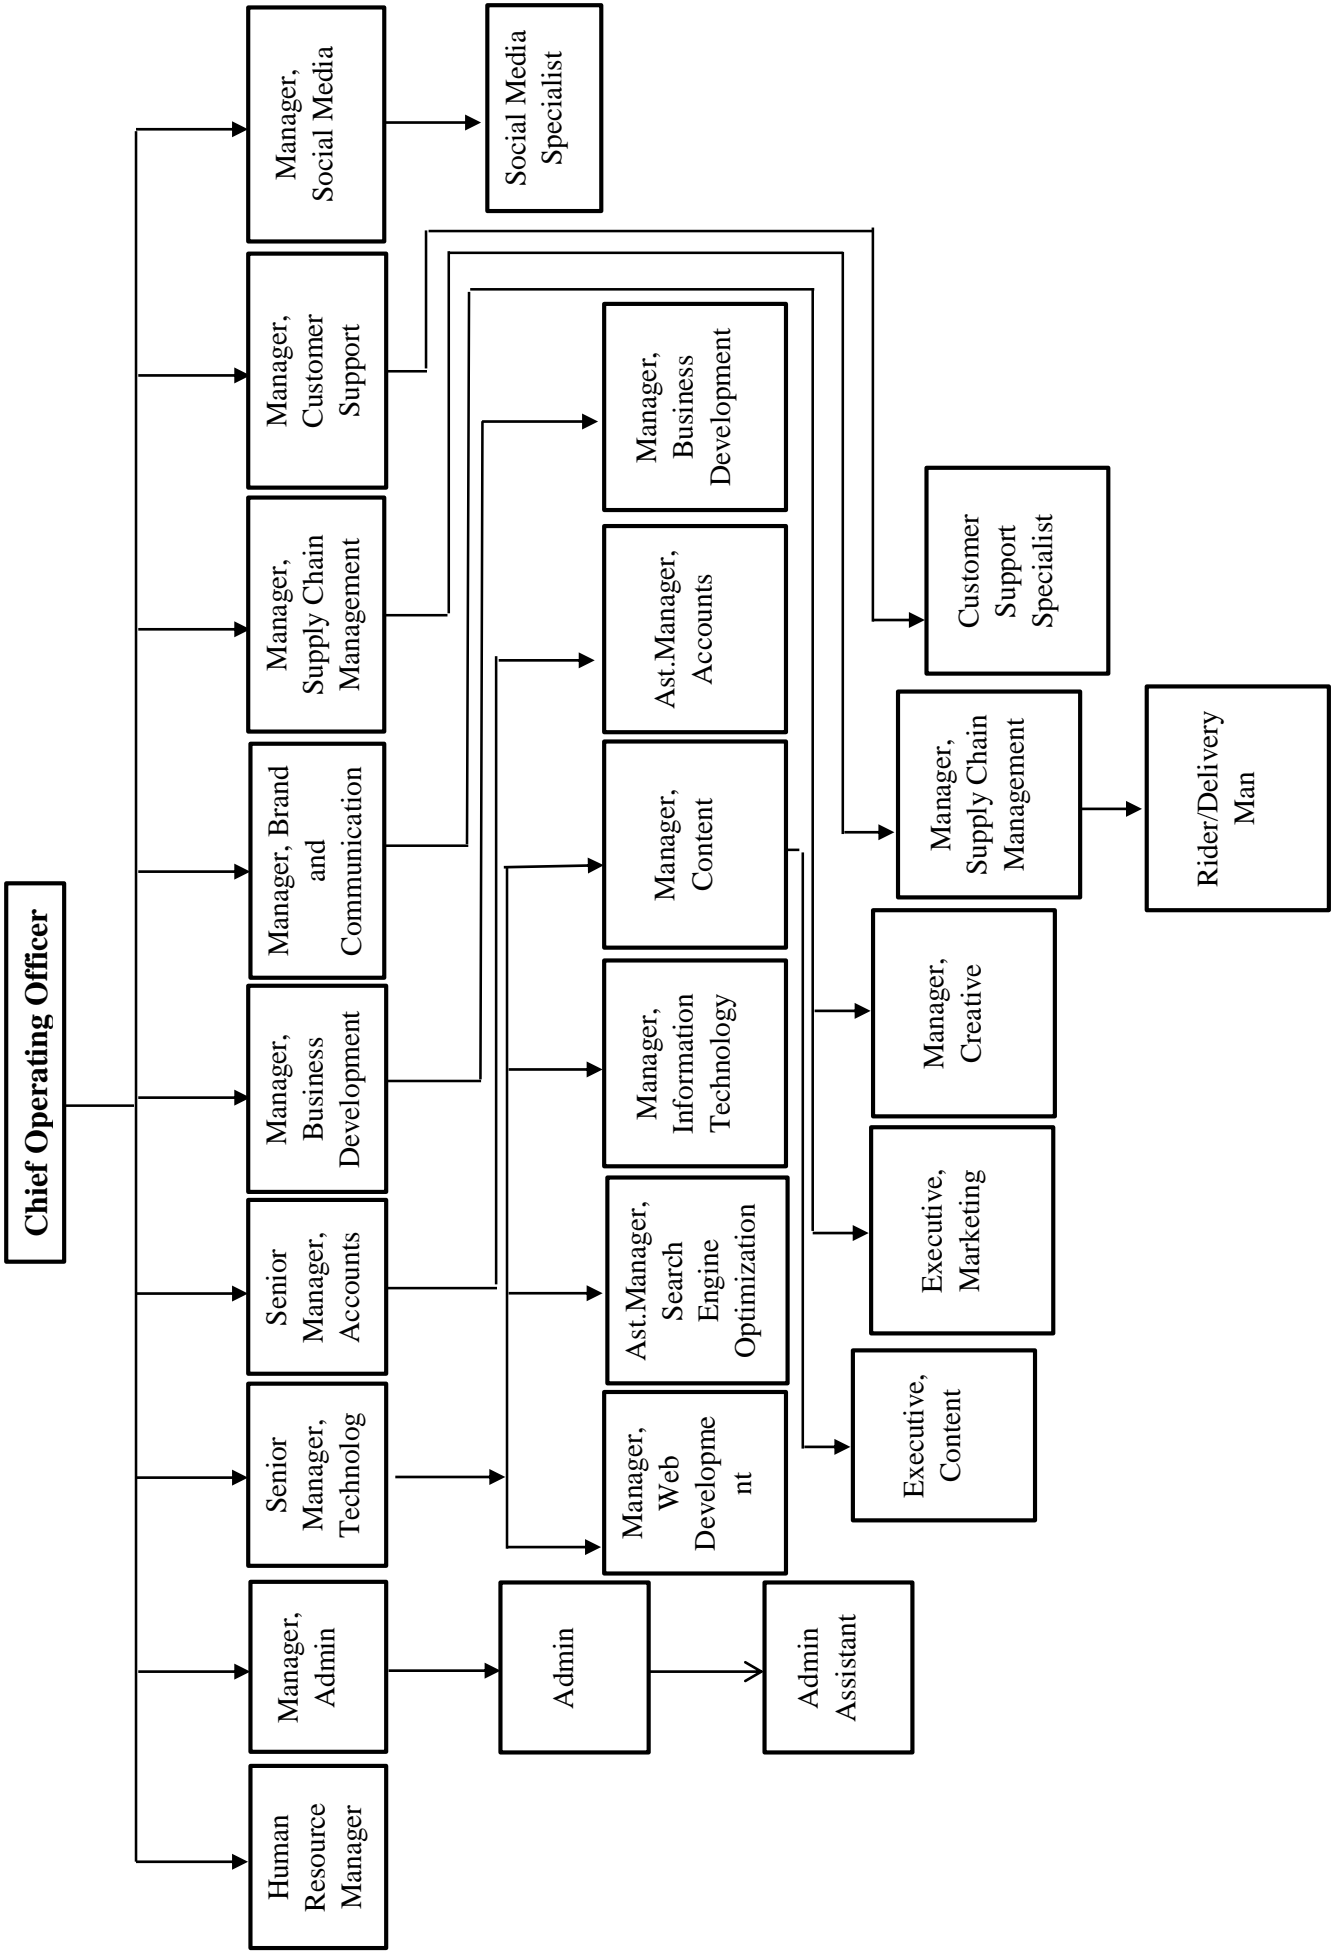 Chief Operating Officer
Human
Resource
Manager
Manager,
Admin
Senior
Manager,
Technolog
Senior
Manager,
Accounts
Manager,
Business
Development
Manager, Brand
and
Communication
Manager,
Supply Chain
Management
Manager,
Customer
Support
Manager,
Social Media
Admin
Social Media
Specialist
Manager,
Web
Developme
nt
Ast.Manager,
Search
Engine
Optimization
Manager,
Information
Technology
Manager,
Content
Ast.Manager,
Accounts
Manager,
Business
Development
Admin
Assistant
Executive,
Content
Executive,
Marketing
Manager,
Creative
Manager,
Supply Chain
Management
Customer
Support
Specialist
Rider/Delivery
Man